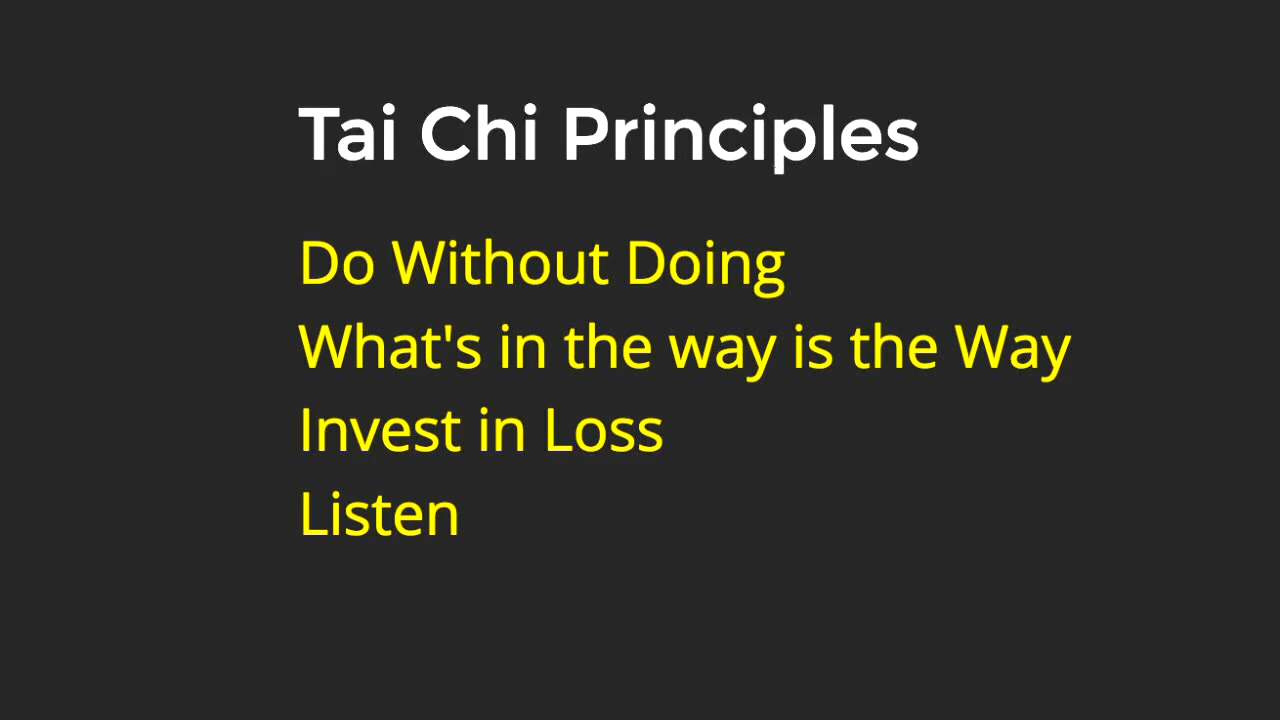 Tai Chi Principles
Do Without Doing
What's in the way is the Way
Invest in Loss
Listen